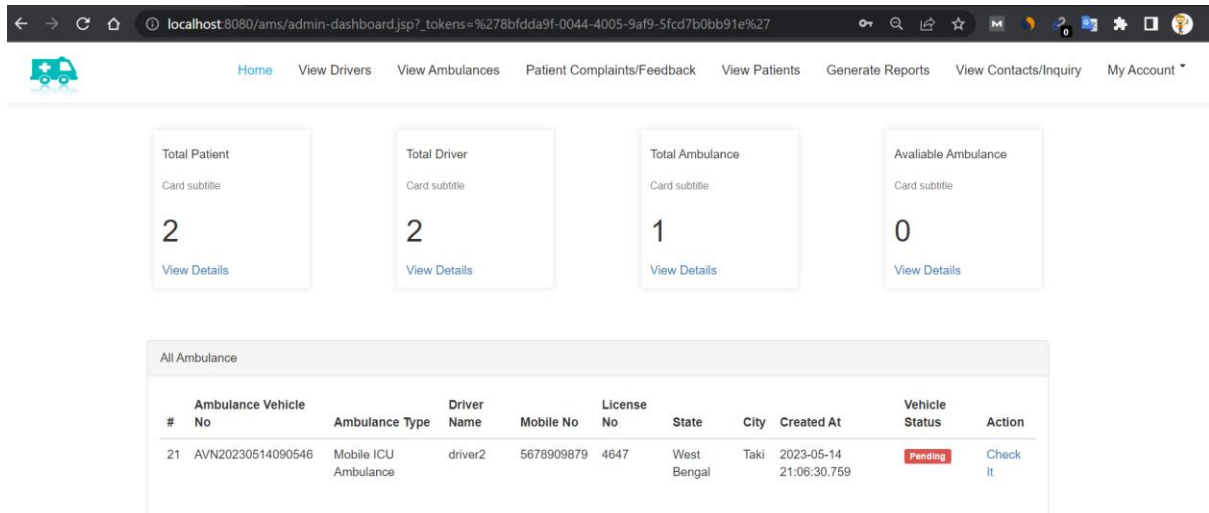 localhost:8080/ams/admin-dashboard.jsp?_tokens=%278bfdda9f-0044-4005-9af9-5fcd7b0bb91e%27
M
0
Home View Drivers View Ambulances Patient Complaints/Feedback View Patients Generate Reports View Contacts/Inquiry My Account
Total Patient
Card subtitle
2
View Details
Total Driver
Card subtitle
2
View Details
Total Ambulance
Card subtitle
1
View Details
Avaliable Ambulance
Card subtitle
0
View Details
All Ambulance
# Ambulance Vehicle No Ambulance Type Driver Name Mobile No License No State City Created At Vehicle Status Action
21 AVN20230514090546 Mobile ICU Ambulance driver2 5678909879 4647 West Bengal Taki 2023-05-14 21:06:30.759 Pending Check It